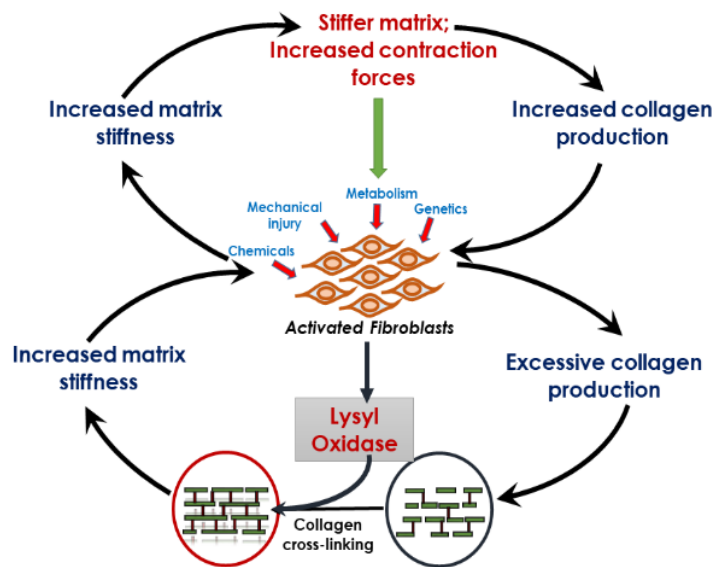 Stiffer matrix;
Increased contraction
forces
Increased matrix
stiffness
Increased collagen
production
Metabolism
Mechanical
injury
Genetics
Chemicals
Activated Fibroblasts
Increased matrix
stiffness
Excessive collagen
production
Lysyl
Oxidase
Collagen
cross-linking